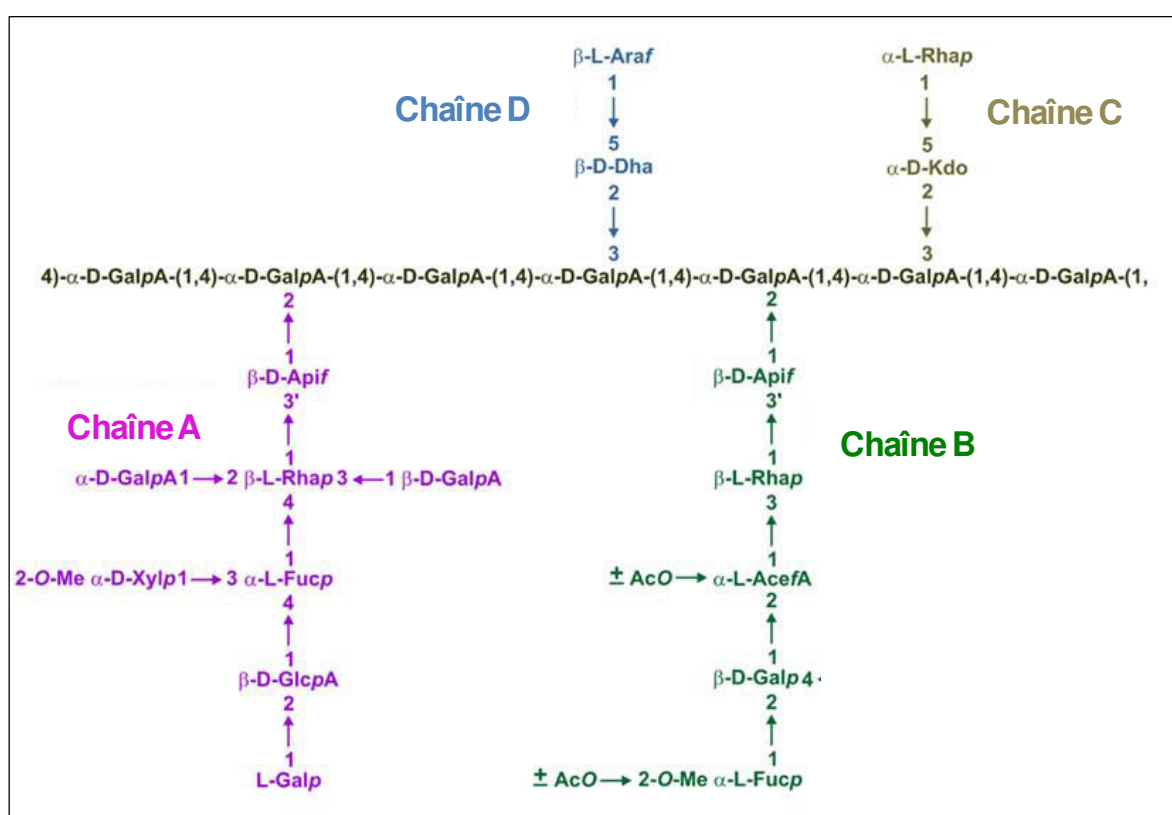 β-L-Araf α-L-Rhap
1 1
Chaîne D Chaîne C
5 5
β-D-Dha α-D-Kdo
2 2
3 3
4)-α-D-GalpA-(1,4)-α-D-GalpA-(1,4)-α-D-GalpA-(1,4)-α-D-GalpA-(1,4)-α-D-GalpA-(1,4)-α-D-GalpA-(1,4)-α-D-GalpA-(1,
2 2
1 1
β-D-Apif β-D-Apif
3' 3'
Chaîne A Chaîne B
1 1
α-D-GalpA1→2 β-L-Rhap 3←1 β-D-GalpA β-L-Rhap
4 3
1 1
2-O-Me α-D-Xylp1→3 α-L-Fucp ± AcO→ α-L-AcefA
4 2
1 1
β-D-GlcpA β-D-Galp 4
2 2
1 1
L-Galp ± AcO→ 2-O-Me α-L-Fucp